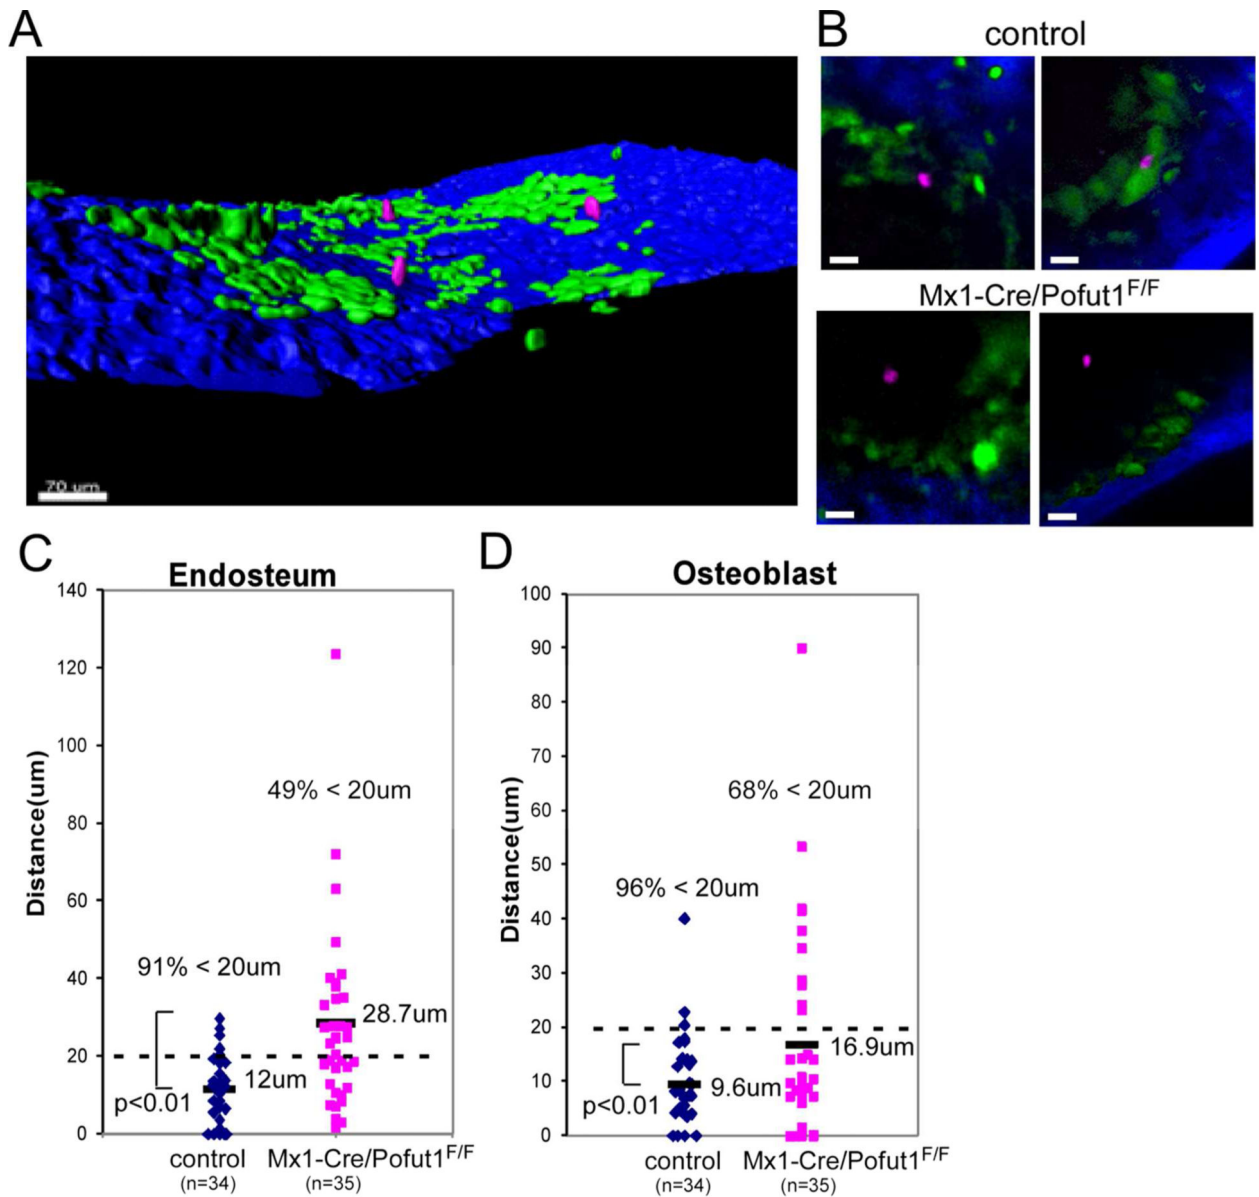 A
B
control
Mx1-Cre/Pofut1F/F
70 um
C
Endosteum
140
120
100
80
60
40
20
0
Distance(um)
49% < 20um
91% < 20um
28.7um
12um
p<0.01
control
Mx1-Cre/Pofut1F/F
(n=34)
(n=35)
D
Osteoblast
100
90
80
70
60
50
40
30
20
10
0
Distance(um)
68% < 20um
96% < 20um
16.9um
9.6um
p<0.01
control
Mx1-Cre/Pofut1F/F
(n=34)
(n=35)